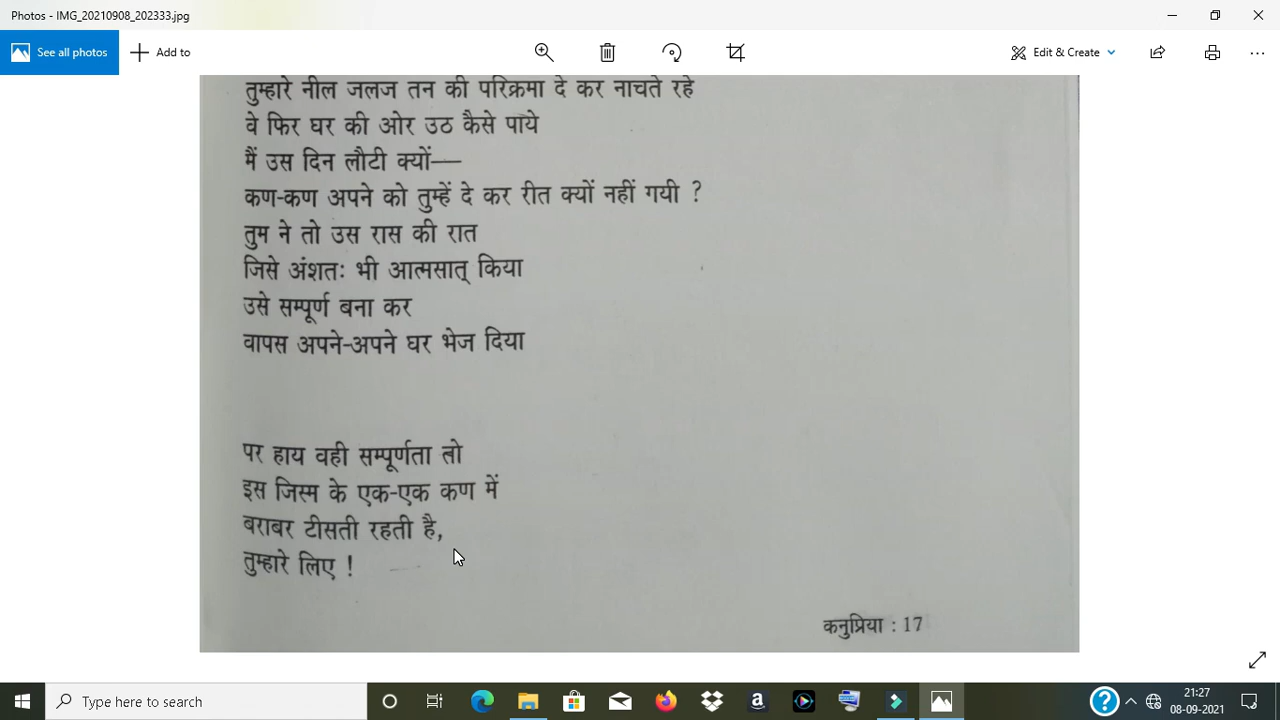 Photos - IMG_20210908_202333.jpg
See all photos
Add to
Edit & Create
तुम्हारे नील जलज तन की परिक्रमा दे कर नाचते रहे
वे फिर घर की ओर उठ कैसे पाये
मैं उस दिन लौटी क्यों—
कण-कण अपने को तुम्हें दे कर रीत क्यों नहीं गयी ?
तुम ने तो उस रास की रात
जिसे अंशतः भी आत्मसात् किया
उसे सम्पूर्ण बना कर
वापस अपने-अपने घर भेज दिया
पर हाय वही सम्पूर्णता तो
इस जिस्म के एक-एक कण में
बराबर टीसती रहती है,
तुम्हारे लिए !
कनुप्रिया : 17
Type here to search
21:27
08-09-2021